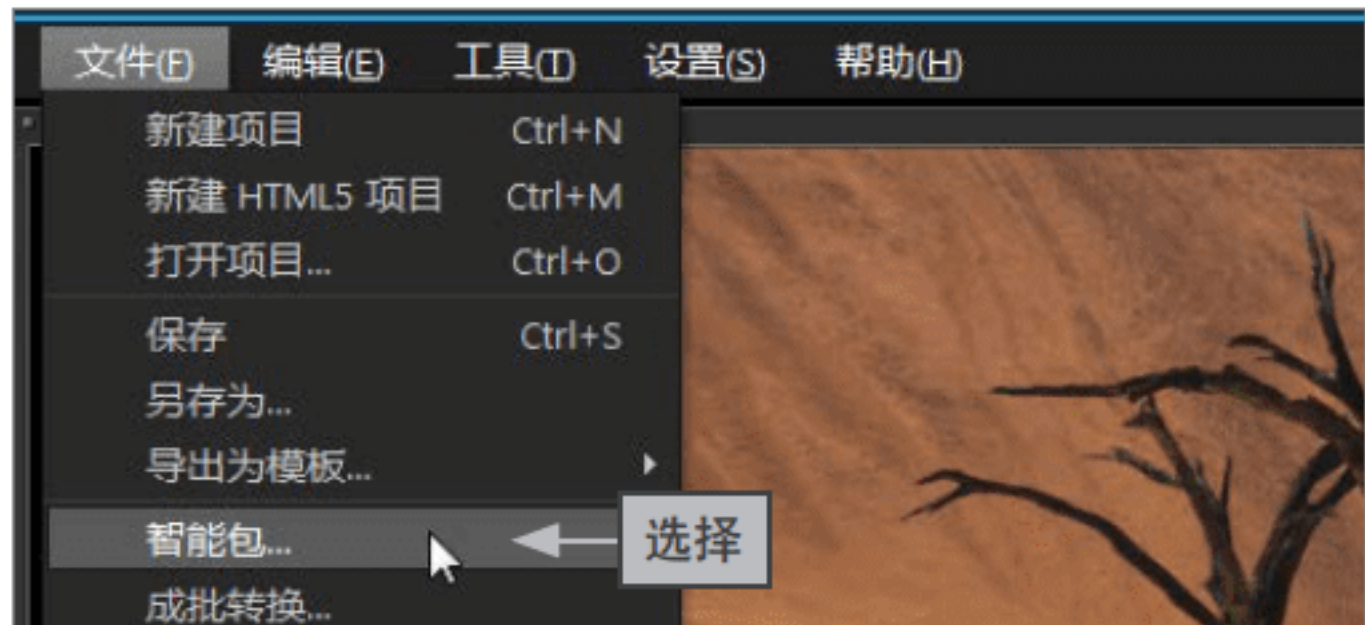 文件(F) 编辑(E) 工具(T) 设置(S) 帮助(H)
新建项目 Ctrl+N
新建 HTML5 项目 Ctrl+M
打开项目... Ctrl+O
保存 Ctrl+S
另存为...
导出为模板...
智能包... 选择
成批转换...